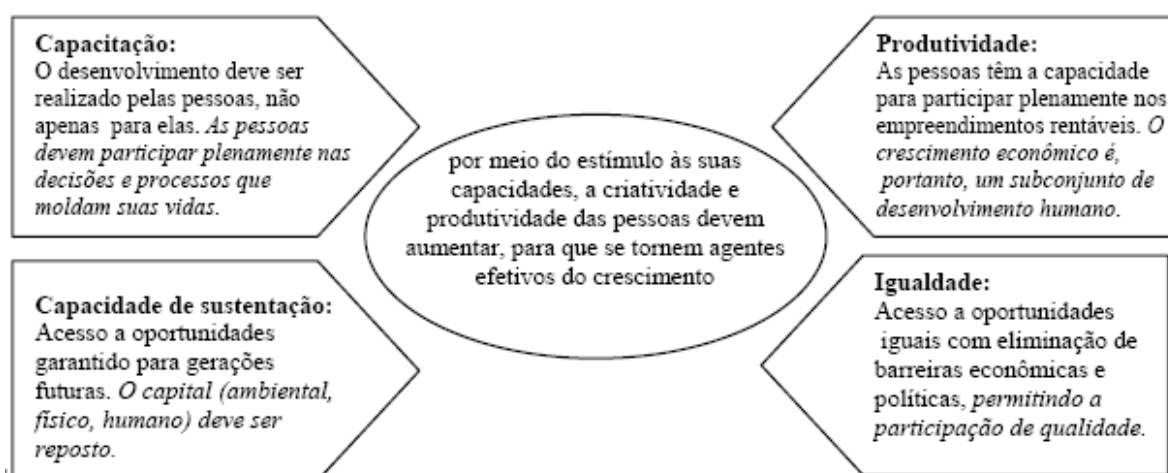 Capacitação:
O desenvolvimento deve ser
realizado pelas pessoas, não
apenas para elas. As pessoas
devem participar plenamente nas
decisões e processos que
moldam suas vidas.
Produtividade:
As pessoas têm a capacidade
para participar plenamente nos
empreendimentos rentáveis. O
crescimento econômico é,
portanto, um subconjunto de
desenvolvimento humano.
por meio do estímulo às suas
capacidades, a criatividade e
produtividade das pessoas devem
aumentar, para que se tornem agentes
efetivos do crescimento
Capacidade de sustentação:
Acesso a oportunidades
garantido para gerações
futuras. O capital (ambiental,
físico, humano) deve ser
reposto.
Igualdade:
Acesso a oportunidades
iguais com eliminação de
barreiras econômicas e
políticas, permitindo a
participação de qualidade.